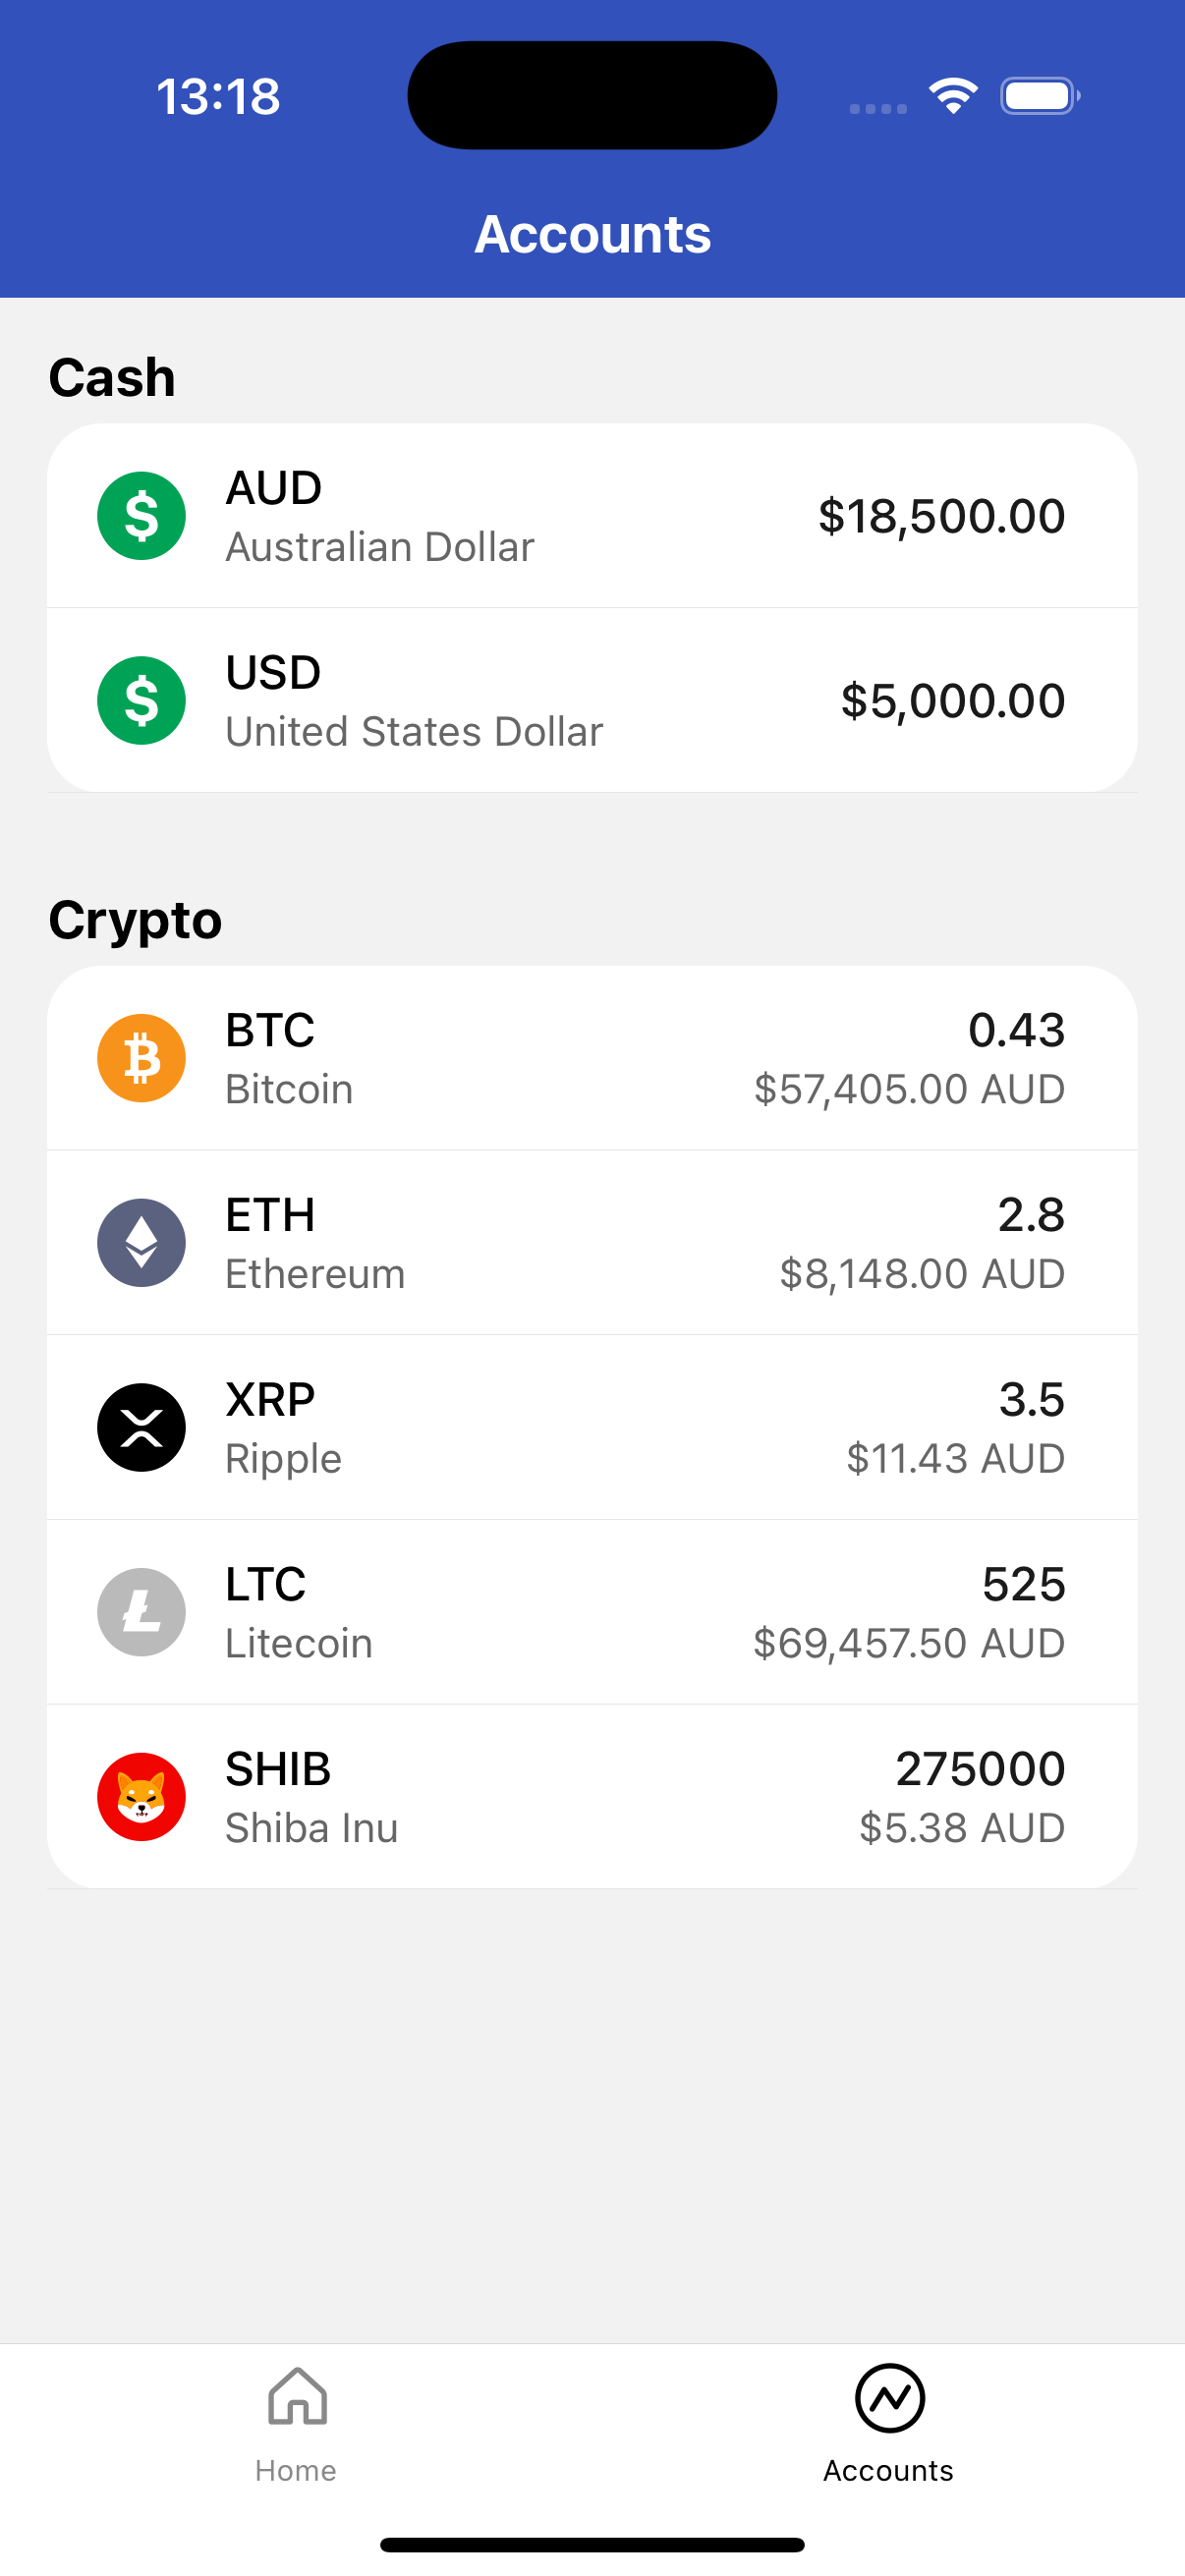 13:18
Accounts
Cash
AUD
Australian Dollar
$18,500.00
USD
United States Dollar
$5,000.00
Crypto
BTC
Bitcoin
0.43
$57,405.00 AUD
ETH
Ethereum
2.8
$8,148.00 AUD
XRP
Ripple
3.5
$11.43 AUD
LTC
Litecoin
525
$69,457.50 AUD
SHIB
Shiba Inu
275000
$5.38 AUD
Home
Accounts